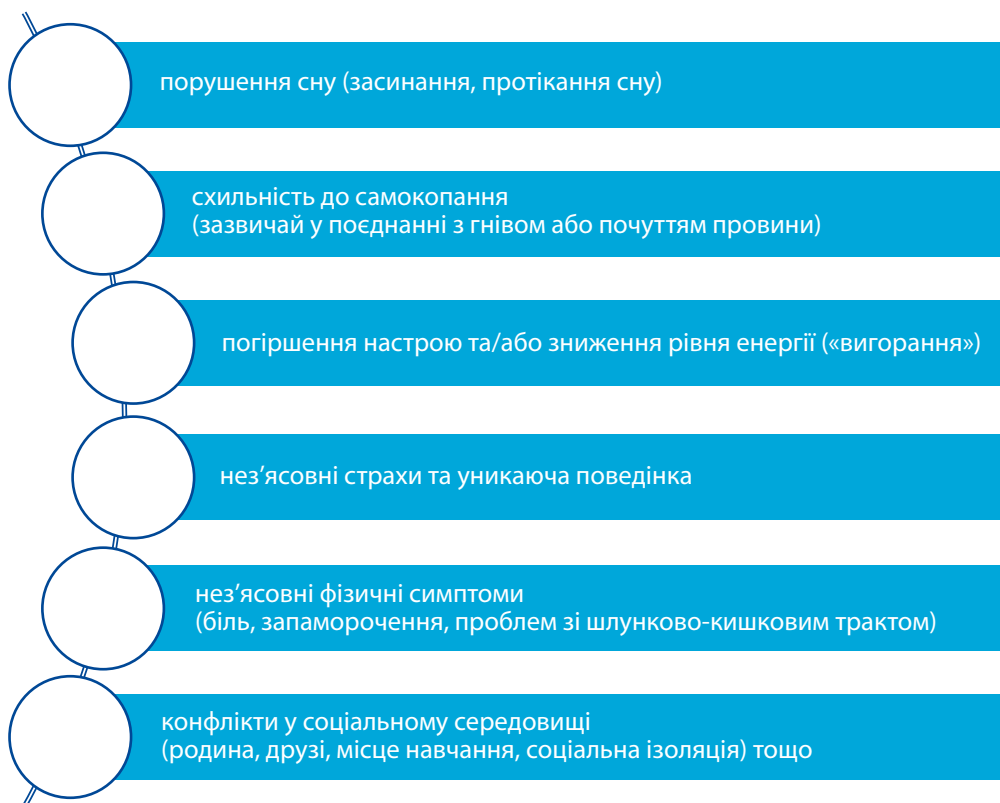 порушення сну (засинання, протікання сну)
схильність до самокопання
(зазвичай у поєднанні з гнівом або почуттям провини)
погіршення настрою та/або зниження рівня енергії («вигорання»)
нез’ясовні страхи та уникаюча поведінка
нез’ясовні фізичні симптоми
(біль, запаморочення, проблем зі шлунково-кишковим трактом)
конфлікти у соціальному середовищі
(родина, друзі, місце навчання, соціальна ізоляція) тощо